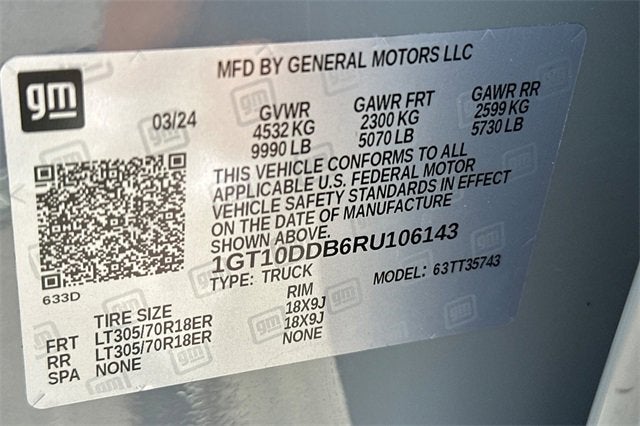 MFD BY GENERAL MOTORS LLC
gm
03/24
GVWR
4532 KG
9990 LB
GAWR FRT
2300 KG
5070 LB
GAWR RR
2599 KG
5730 LB
THIS VEHICLE CONFORMS TO ALL
APPLICABLE U.S. FEDERAL MOTOR
VEHICLE SAFETY STANDARDS IN EFFECT
ON THE DATE OF MANUFACTURE
SHOWN ABOVE.
1GT10DDB6RU106143
TYPE: TRUCK
MODEL: 63TT35743
633D
TIRE SIZE
RIM
FRT LT305/70R18ER 18X9J
RR LT305/70R18ER 18X9J
SPA NONE NONE